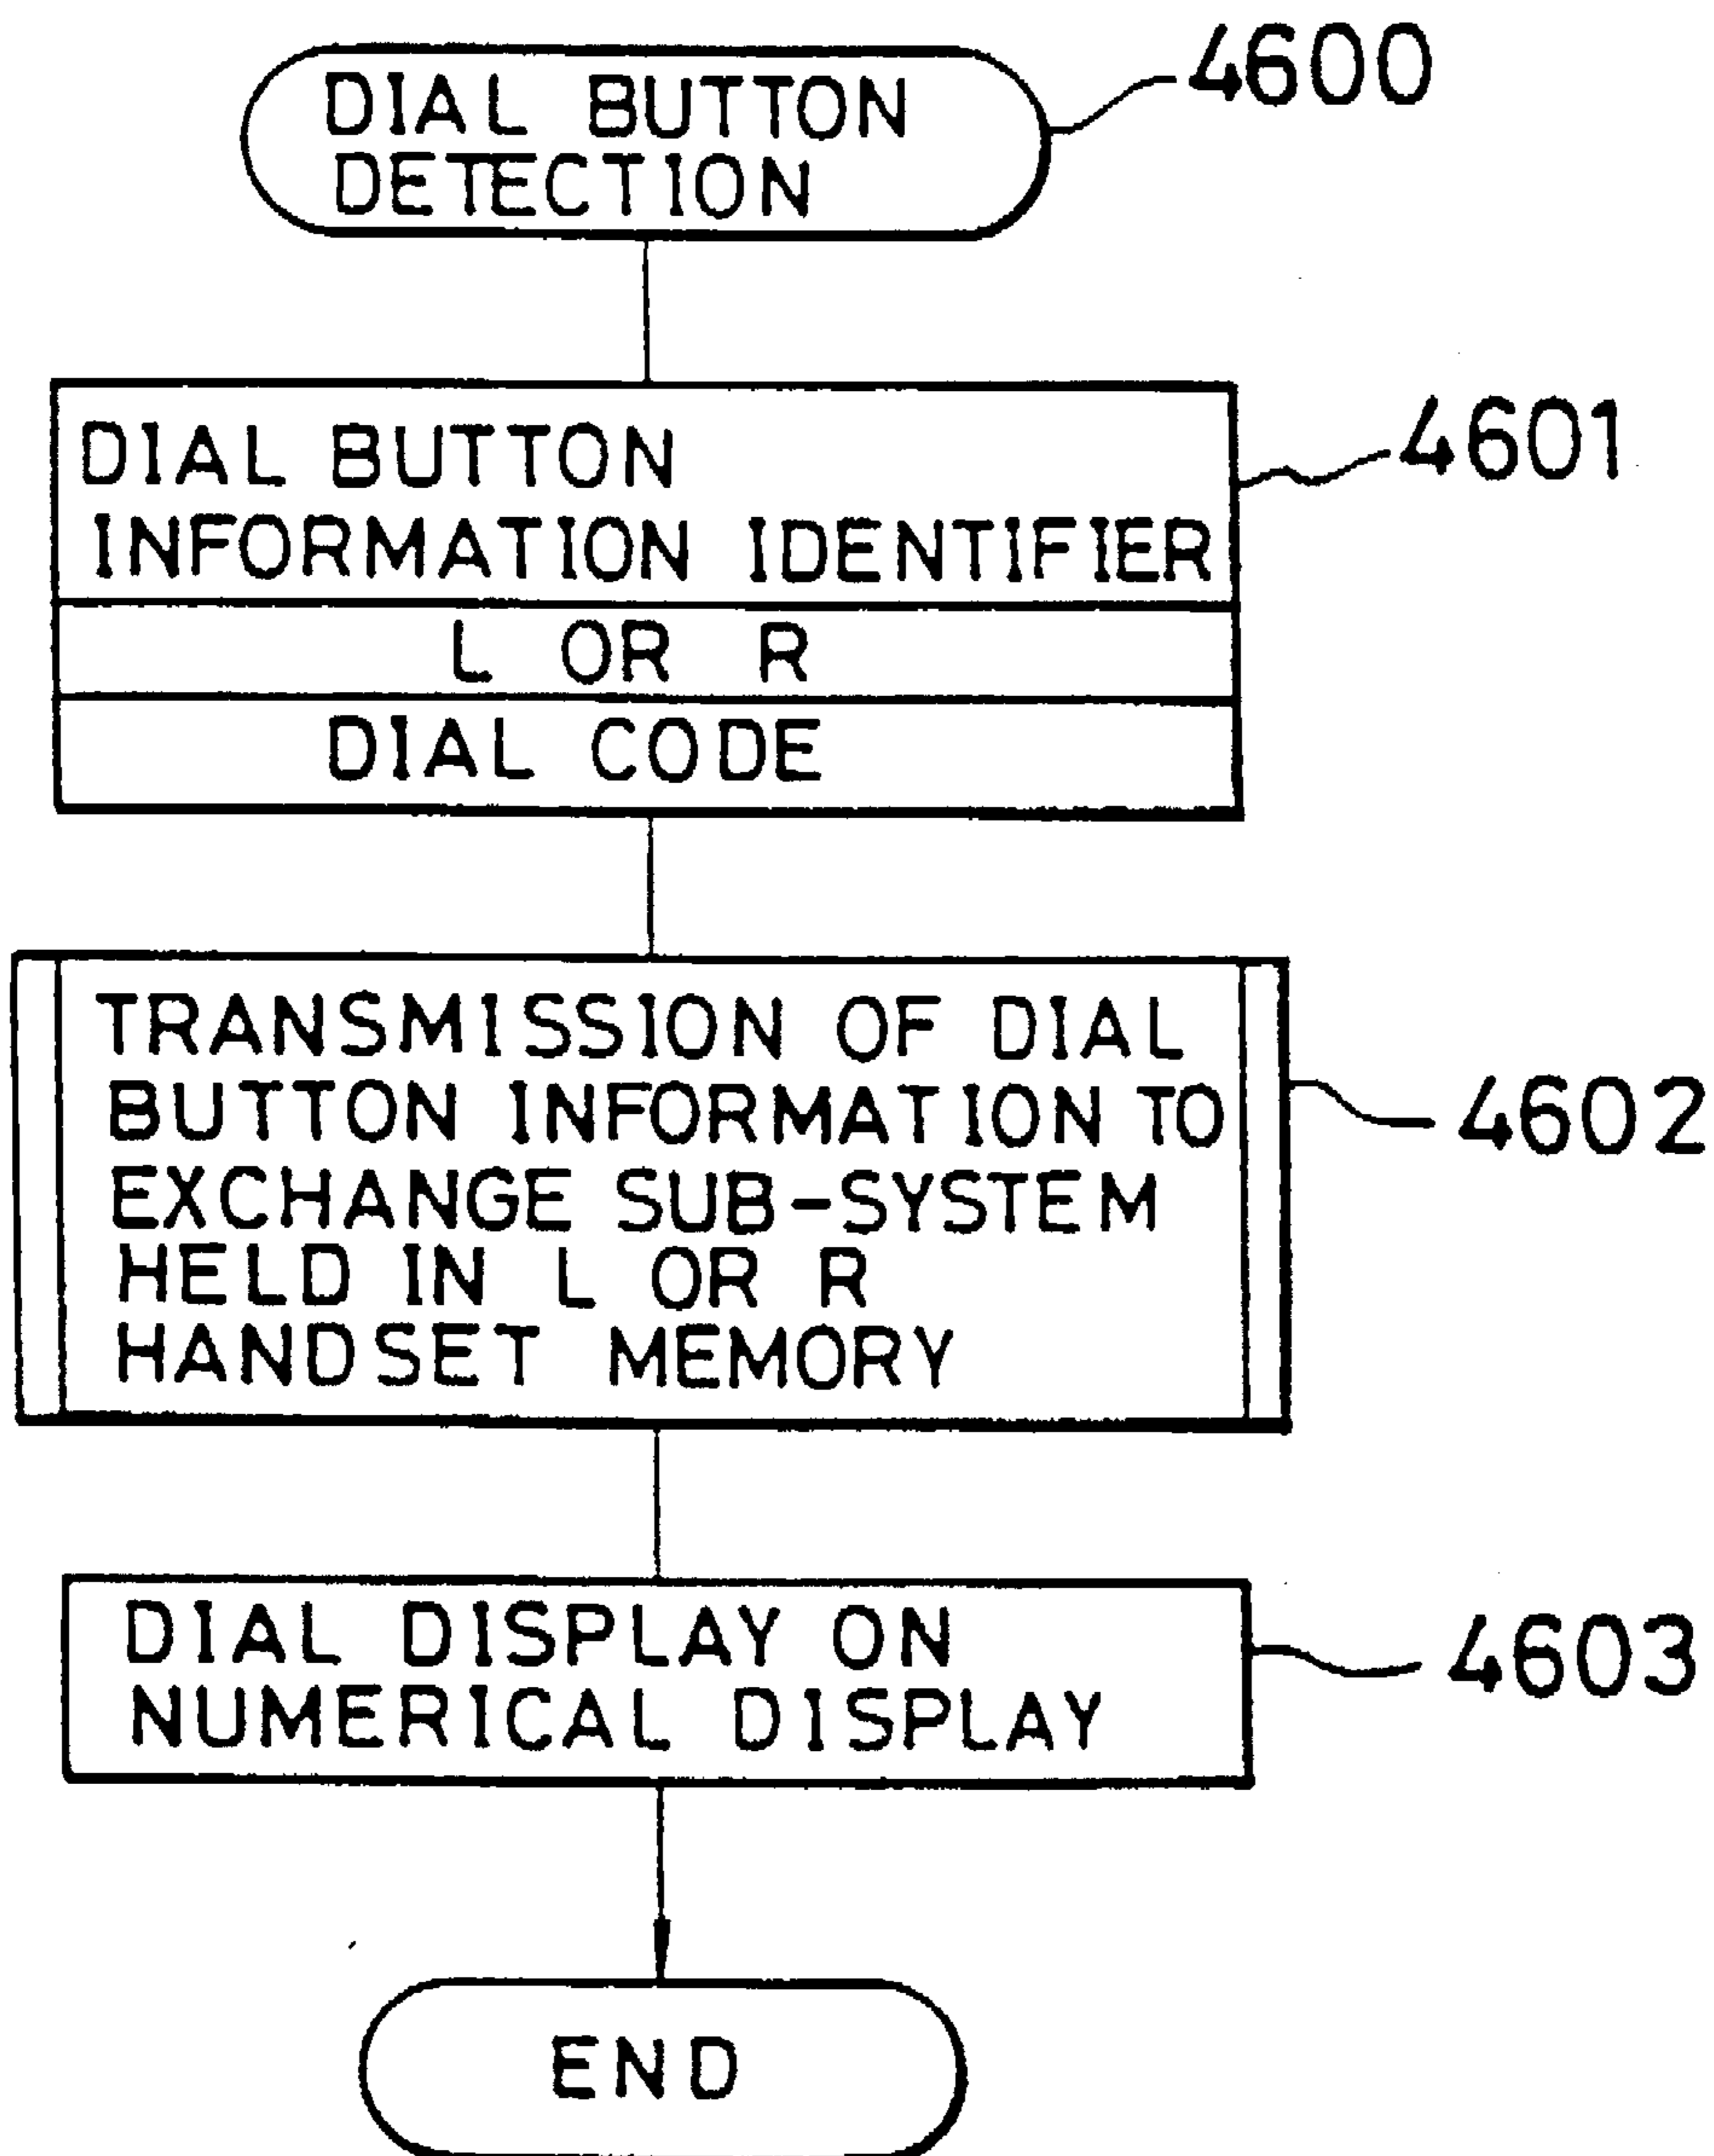 DIAL BUTTON
DETECTION
4600
DIAL BUTTON
INFORMATION IDENTIFIER
4601
L OR R
DIAL CODE
TRANSMISSION OF DIAL
BUTTON INFORMATION TO
EXCHANGE SUB-SYSTEM
HELD IN L OR R
HANDSET MEMORY
4602
DIAL DISPLAY ON
NUMERICAL DISPLAY
4603
END